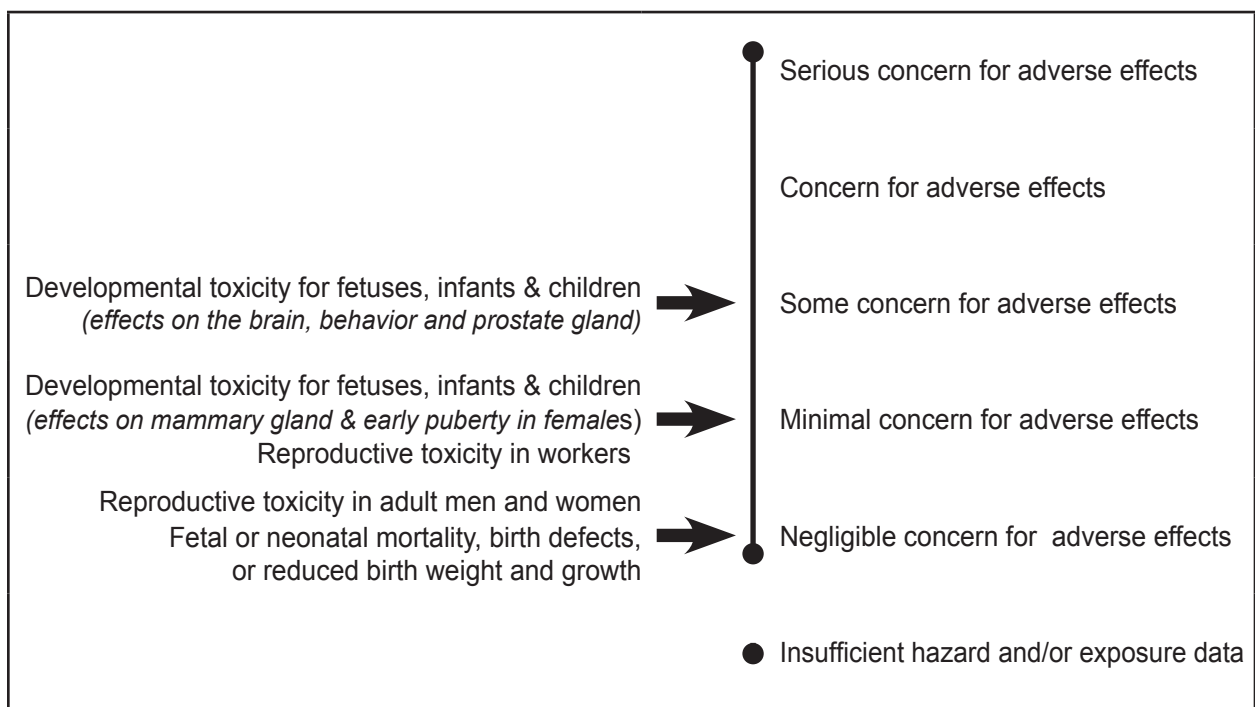 Serious concern for adverse effects
Concern for adverse effects
Developmental toxicity for fetuses, infants & children
(effects on the brain, behavior and prostate gland)
Some concern for adverse effects
Developmental toxicity for fetuses, infants & children
(effects on mammary gland & early puberty in females)
Reproductive toxicity in workers
Minimal concern for adverse effects
Reproductive toxicity in adult men and women
Fetal or neonatal mortality, birth defects,
or reduced birth weight and growth
Negligible concern for adverse effects
Insufficient hazard and/or exposure data